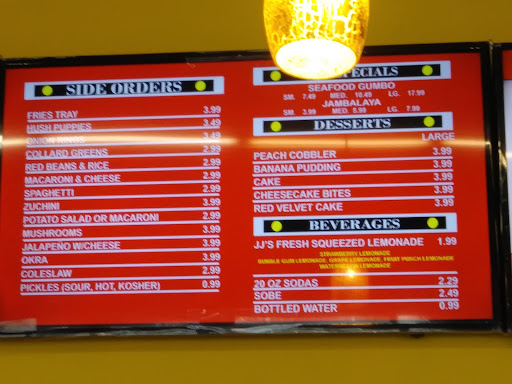 SIDE ORDERS
FRIES TRAY 3.99
HUSH PUPPIES 3.49
ONION RINGS 3.49
COLLARD GREENS 2.99
RED BEANS & RICE 2.99
MACARONI & CHEESE 2.99
SPAGHETTI 2.99
ZUCHINI 3.99
POTATO SALAD OR MACARONI 2.99
MUSHROOMS 3.99
JALAPEÑO W/CHEESE 3.99
OKRA 3.99
COLESLAW 2.99
PICKLES (SOUR, HOT, KOSHER) 0.99
SPECIALS
SEAFOOD GUMBO
SM. 7.49 MED. 10.49 LG. 17.99
JAMBALAYA
SM. 3.99 MED. 5.99 LG. 7.99
DESSERTS
LARGE
PEACH COBBLER 3.99
BANANA PUDDING 3.99
CAKE 3.99
CHEESECAKE BITES 3.99
RED VELVET CAKE 3.99
BEVERAGES
JJ'S FRESH SQUEEZED LEMONADE 1.99
STRAWBERRY LEMONADE
BUBBLE GUM LEMONADE, GREEN LEMONADE, FRUIT PUNCH LEMONADE
WATERMELON LEMONADE
20 OZ SODAS 2.29
SOBE 2.49
BOTTLED WATER 0.99